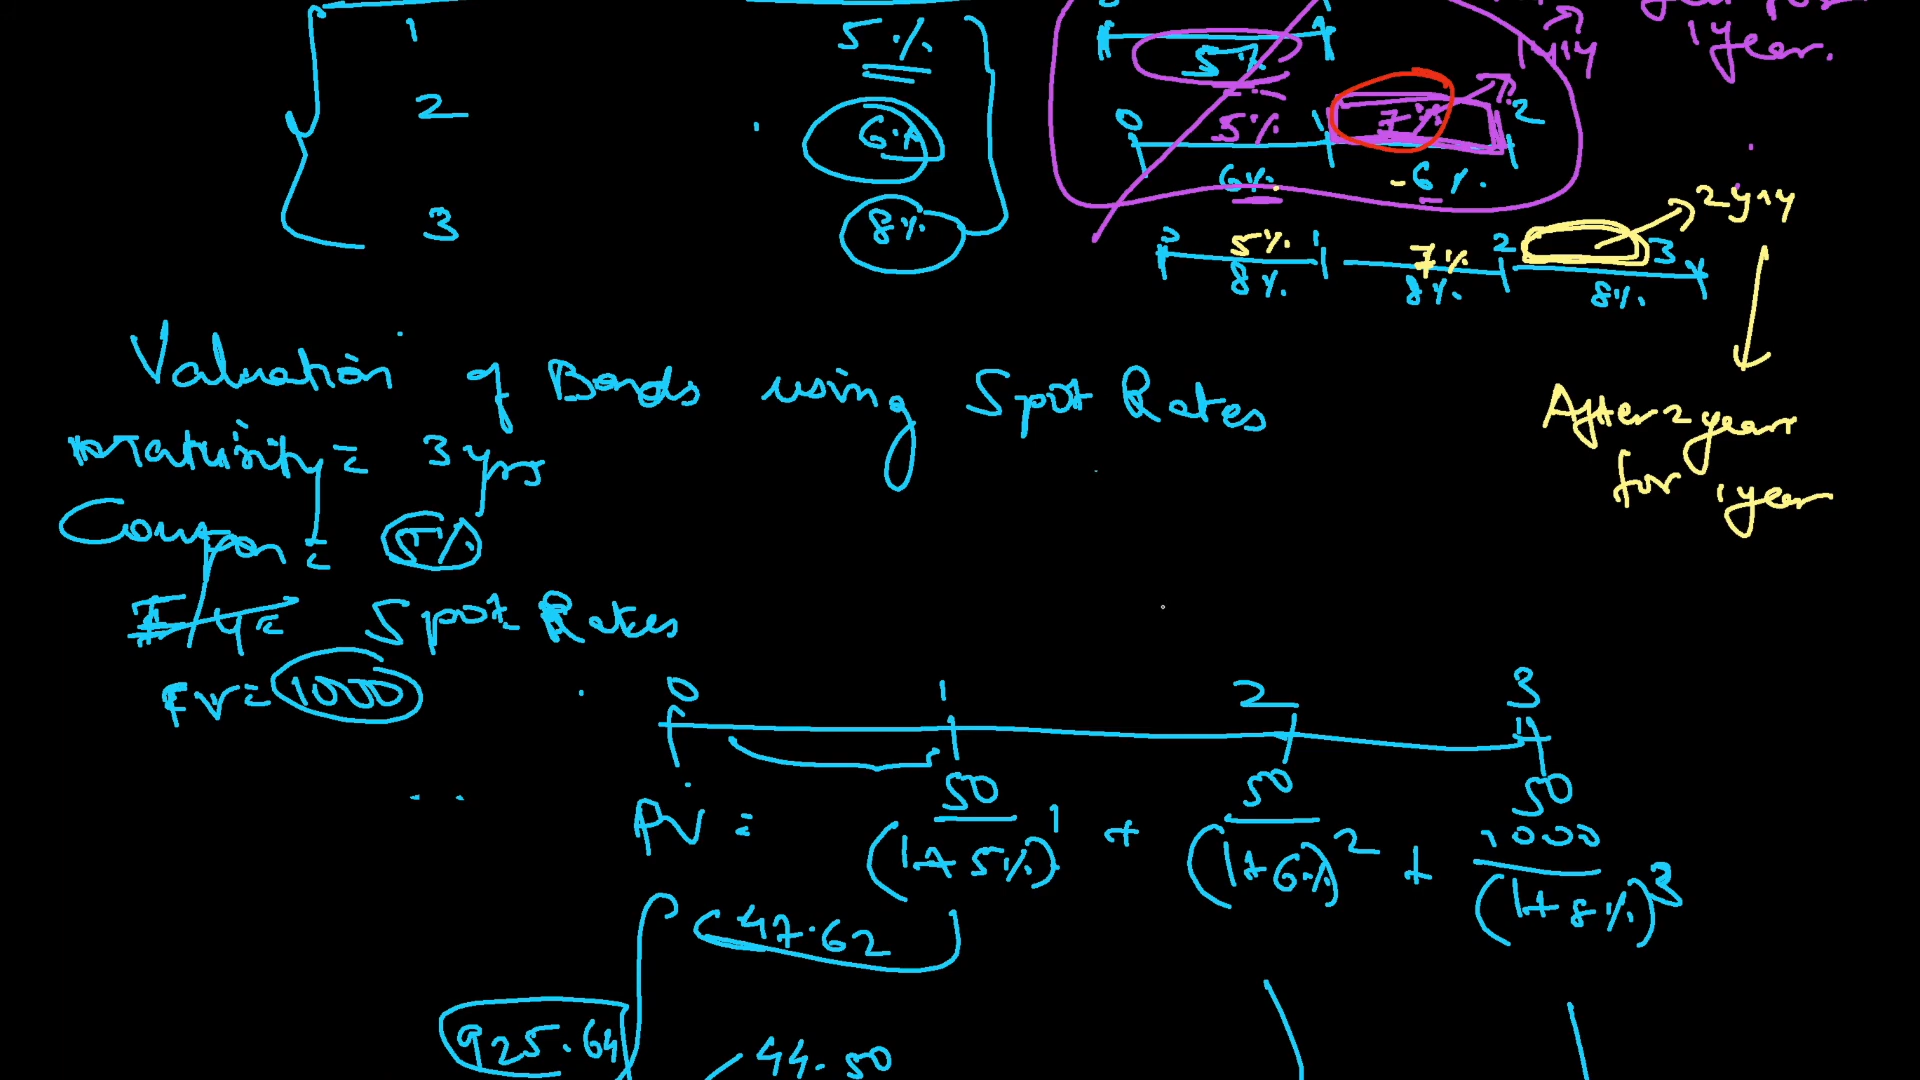 1 5%
2 6%
3 8%
5%
0 5% 1 7% 2
6% 6%
1y1y
1 year.
0 5% 1 7% 2 3
8% 8% 8%
2y1y
After 2 years
for 1 year
Valuation of Bonds using Spot Rates
Maturity = 3 yrs
Coupon = 5%
I/Y = Spot Rates
FV = 1000
0 1 2 3
PV = 50 / (1+5%)^1 + 50 / (1+6%)^2 + 50 1000 / (1+8%)^3
47.62
925.64
44.50